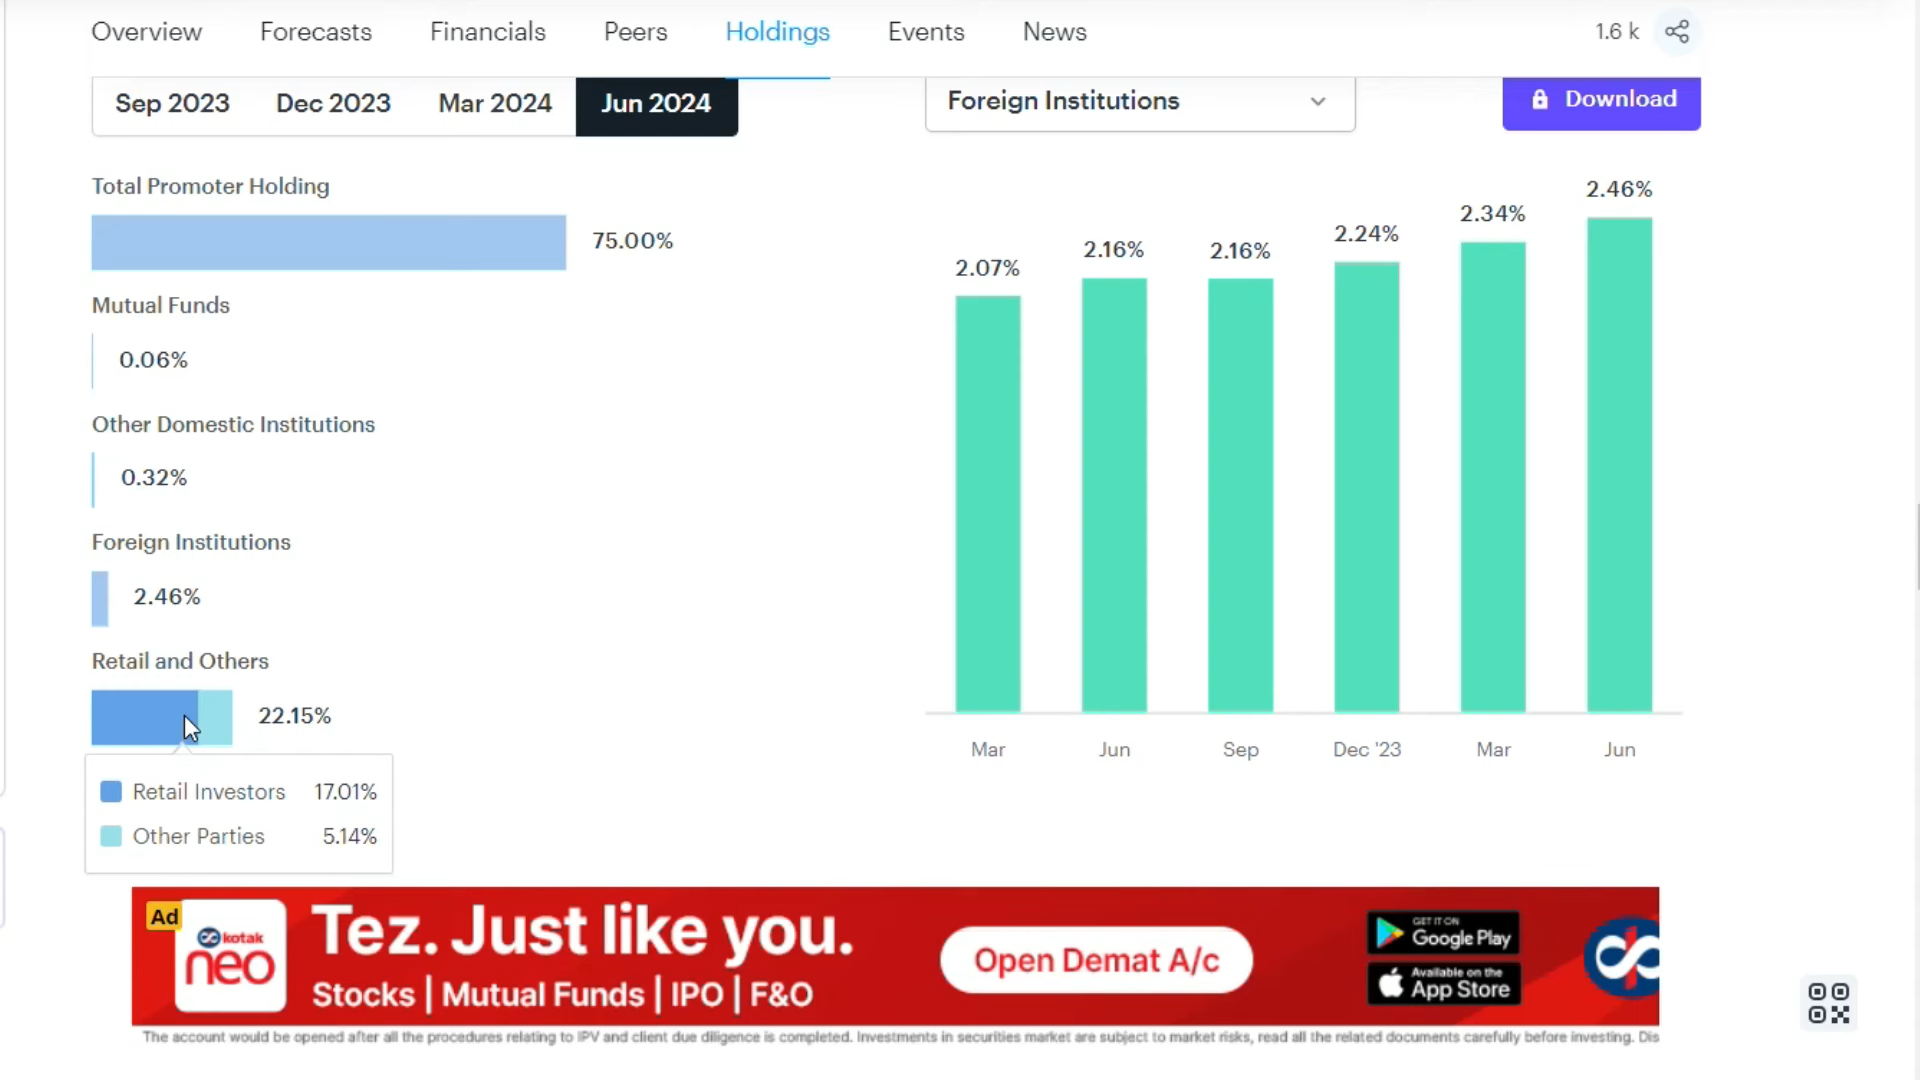 Overview Forecasts Financials Peers Holdings Events News 1.6 k
Sep 2023 Dec 2023 Mar 2024 Jun 2024
Foreign Institutions
Download
Total Promoter Holding
75.00%
Mutual Funds
0.06%
Other Domestic Institutions
0.32%
Foreign Institutions
2.46%
Retail and Others
22.15%
Retail Investors 17.01%
Other Parties 5.14%
2.07% 2.16% 2.16% 2.24% 2.34% 2.46%
Mar Jun Sep Dec '23 Mar Jun
Ad
kotak
neo
Tez. Just like you.
Stocks | Mutual Funds | IPO | F&O
Open Demat A/c
GET IT ON
Google Play
Available on the
App Store
The account would be opened after all the procedures relating to IPV and client due diligence is completed. Investments in securities market are subject to market risks, read all the related documents carefully before investing. Dis